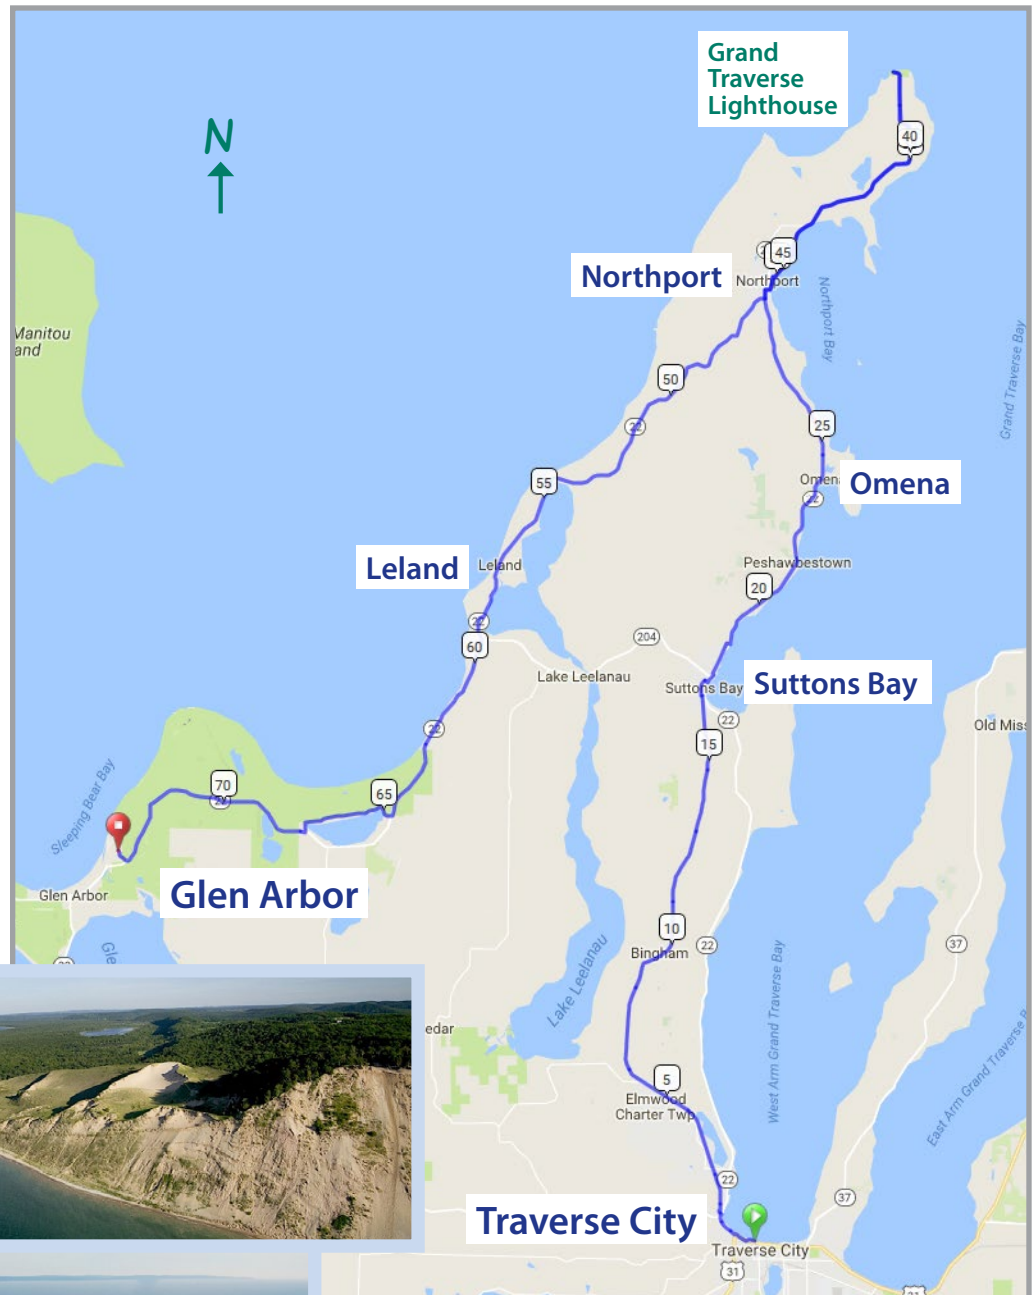 Grand
Traverse
Lighthouse
N
40
45
Northport
Northport
Northport Bay
Manitou
and
Grand Traverse Bay
50
25
22
Omena
22
55
Leland
Leland
Peshawbestown
20
22
60
204
Lake Leelanau
Suttons Bay
Suttons Bay
22
Old Miss
22
15
Sleeping Bear Bay
70
22
65
Glen Arbor
Glen Arbor
Gle
10
Bingham
22
37
Lake Leelanau
West Arm Grand Traverse Bay
edar
East Arm Grand Traverse B
5
Elmwood
Charter Twp
22
37
Traverse City
Traverse City
31
31